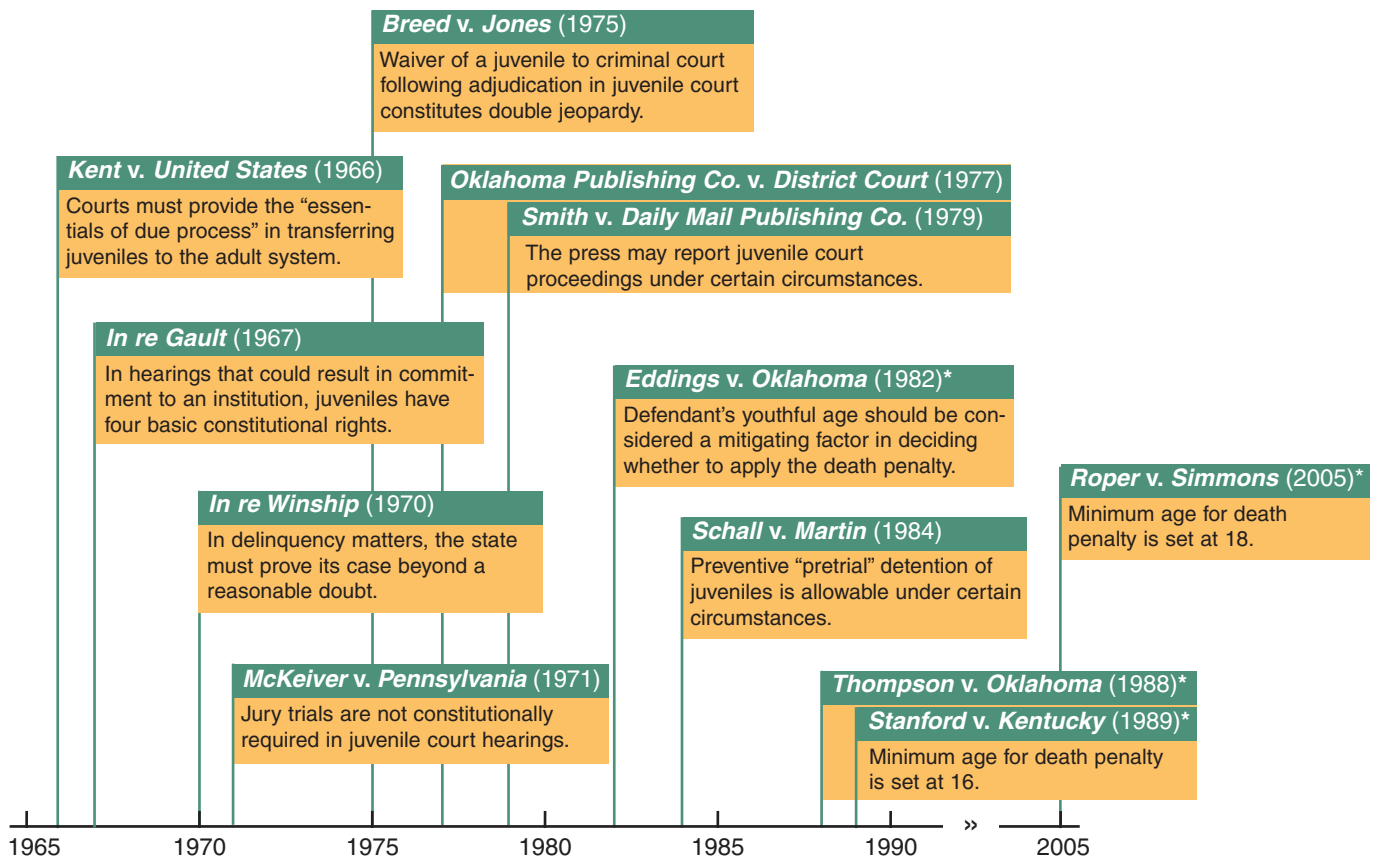 Breed v. Jones (1975)
Waiver of a juvenile to criminal court
following adjudication in juvenile court
constitutes double jeopardy.
Kent v. United States (1966)
Courts must provide the “essen-
tials of due process” in transferring
juveniles to the adult system.
Oklahoma Publishing Co. v. District Court (1977)
Smith v. Daily Mail Publishing Co. (1979)
The press may report juvenile court
proceedings under certain circumstances.
In re Gault (1967)
In hearings that could result in commit-
ment to an institution, juveniles have
four basic constitutional rights.
Eddings v. Oklahoma (1982)*
Defendant’s youthful age should be con-
sidered a mitigating factor in deciding
whether to apply the death penalty.
Roper v. Simmons (2005)*
Minimum age for death
penalty is set at 18.
In re Winship (1970)
In delinquency matters, the state
must prove its case beyond a
reasonable doubt.
Schall v. Martin (1984)
Preventive “pretrial” detention of
juveniles is allowable under certain
circumstances.
McKeiver v. Pennsylvania (1971)
Jury trials are not constitutionally
required in juvenile court hearings.
Thompson v. Oklahoma (1988)*
Stanford v. Kentucky (1989)*
Minimum age for death penalty
is set at 16.
»
1965 1970 1975 1980 1985 1990 2005